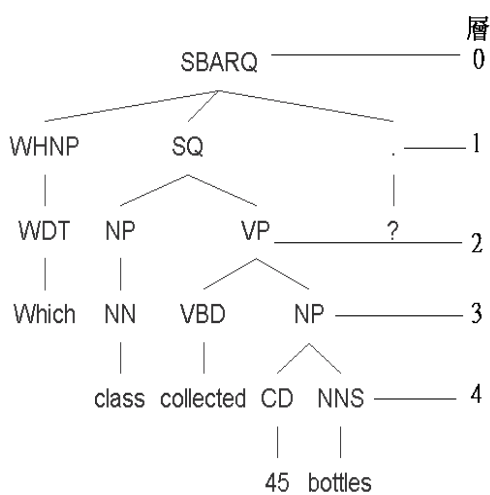 層
SBARQ 0
WHNP SQ . 1
WDT NP VP ? 2
Which NN VBD NP 3
class collected CD NNS 4
45 bottles